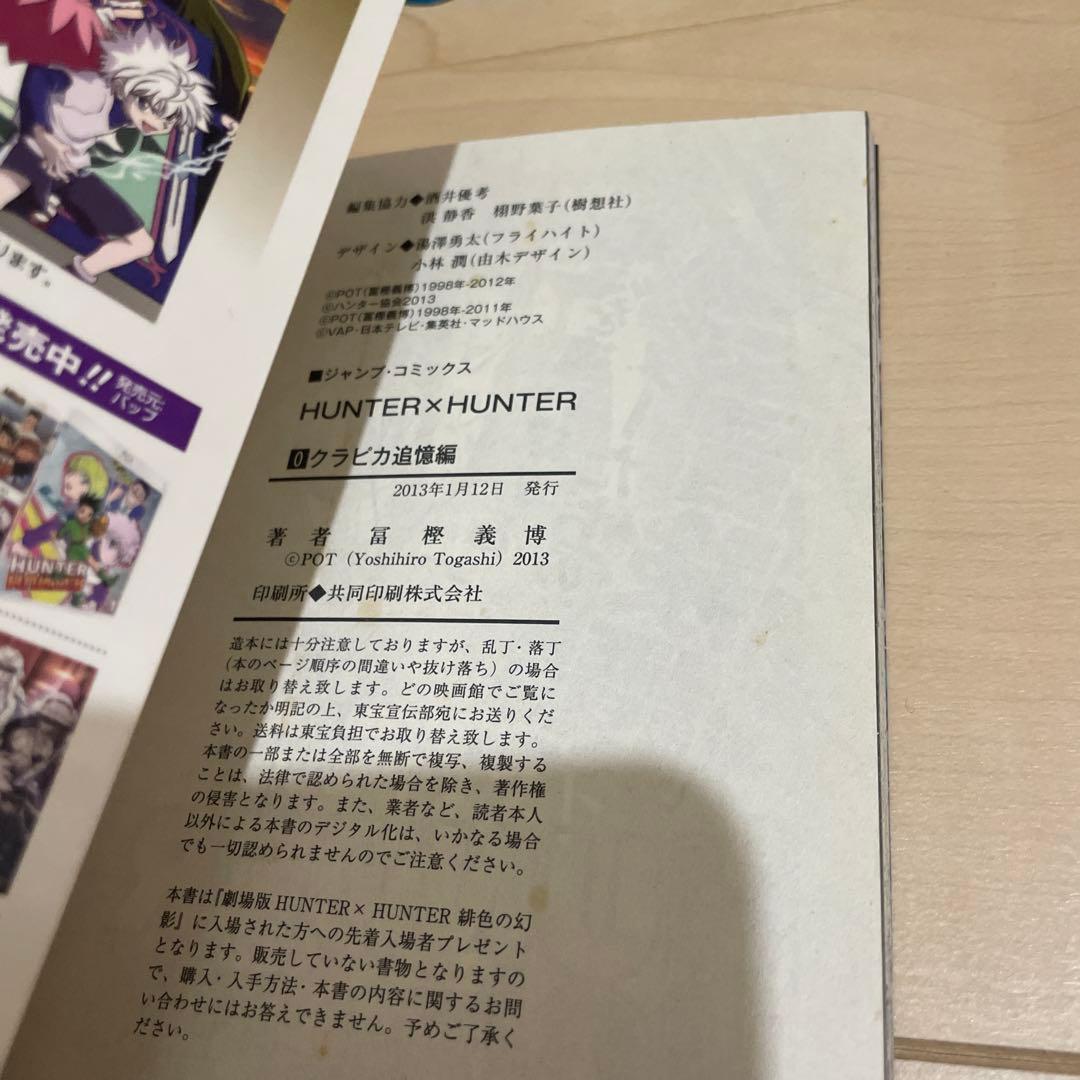 ります。
発売中!!
発売元:
バップ
HUNTER
編集協力◆酒井優考
洪 静香 栩野葉子(樹想社)
デザイン◆湯澤勇太(フライハイト)
小林 潤(由木デザイン)
©POT(冨樫義博)1998年-2012年
©ハンター協会2013
©POT(冨樫義博)1998年-2011年
©VAP・日本テレビ・集英社・マッドハウス
■ジャンプ・コミックス
HUNTER×HUNTER
0クラピカ追憶編
2013年1月12日 発行
著者 冨樫義博
©POT (Yoshihiro Togashi) 2013
印刷所◆共同印刷株式会社
造本には十分注意しておりますが、乱丁・落丁
(本のページ順序の間違いや抜け落ち)の場合
はお取り替え致します。どの映画館でご覧に
なったか明記の上、東宝宣伝部宛にお送りくだ
さい。送料は東宝負担でお取り替え致します。
本書の一部または全部を無断で複写、複製する
ことは、法律で認められた場合を除き、著作権
の侵害となります。また、業者など、読者本人
以外による本書のデジタル化は、いかなる場合
でも一切認められませんのでご注意ください。
本書は『劇場版 HUNTER× HUNTER 緋色の幻
影』に入場された方への先着入場者プレゼント
となります。販売していない書物となりますの
で、購入・入手方法・本書の内容に関するお問
い合わせにはお答えできません。予めご了承く
ださい。